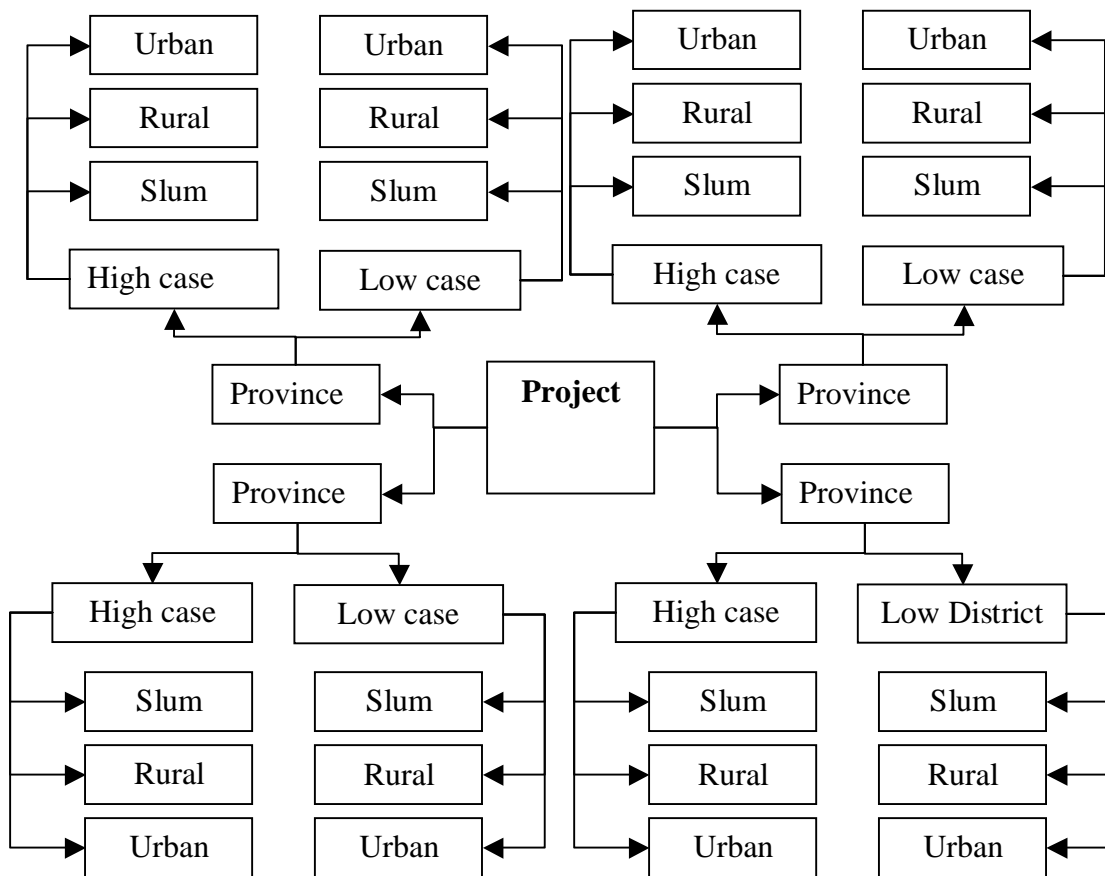 Urban
Urban
Urban
Urban
Rural
Rural
Rural
Rural
Slum
Slum
Slum
Slum
High case
Low case
High case
Low case
Province
Project
Province
Province
Province
High case
Low case
High case
Low District
Slum
Slum
Slum
Slum
Rural
Rural
Rural
Rural
Urban
Urban
Urban
Urban